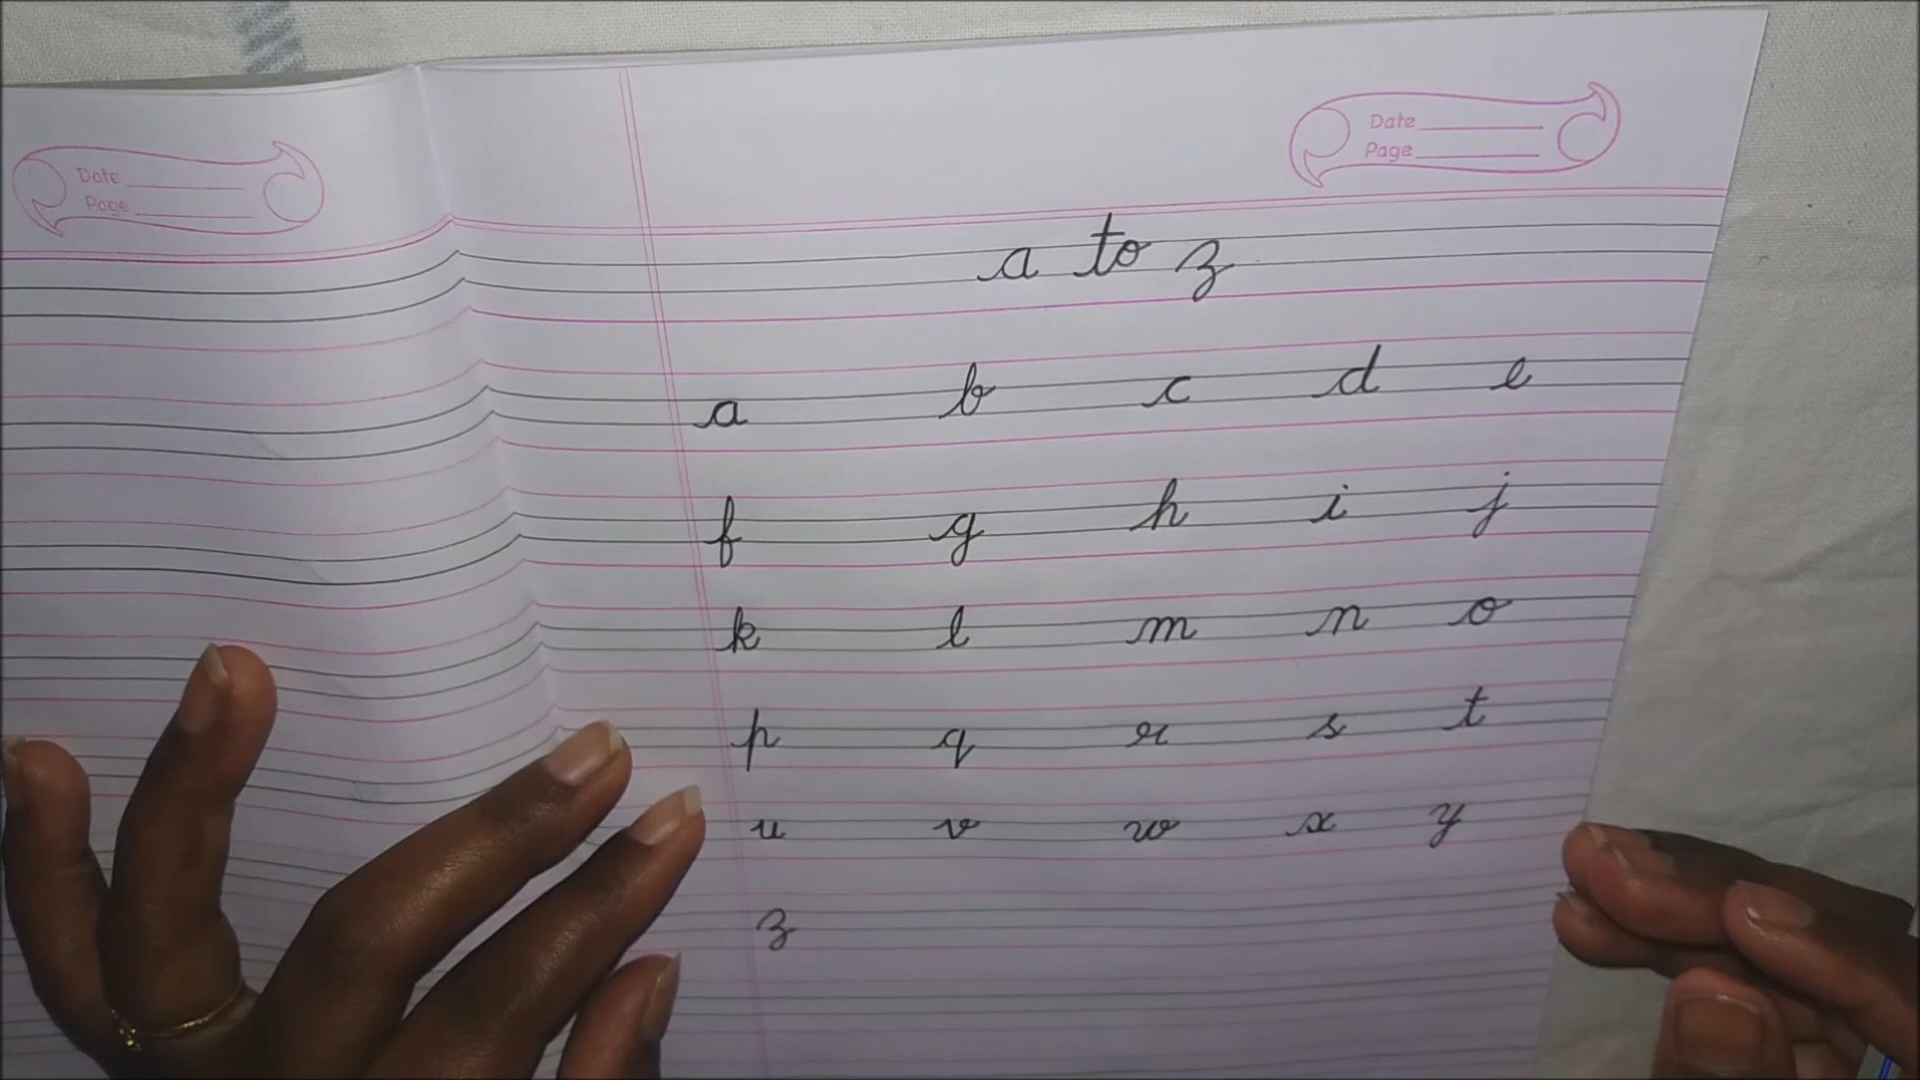 Date
Page
Date
Page
a to z
a b c d e
f g h i j
k l m n o
p q r s t
u v w x y
z